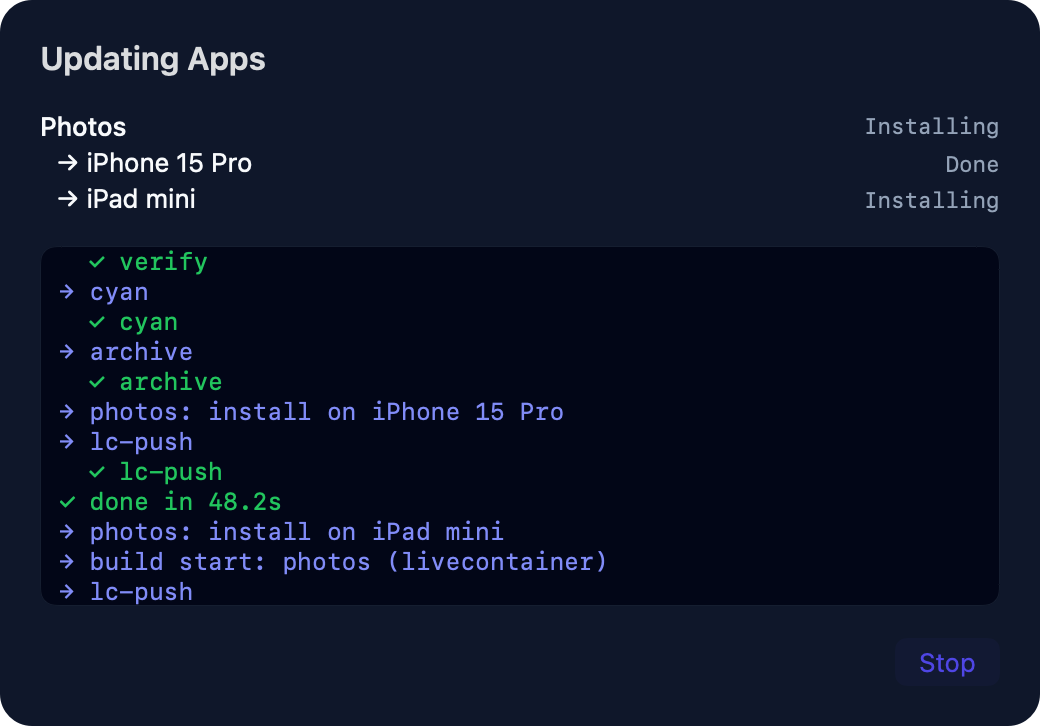 Updating Apps
Photos Installing
→ iPhone 15 Pro Done
→ iPad mini Installing
✓ verify
→ cyan
✓ cyan
→ archive
✓ archive
→ photos: install on iPhone 15 Pro
→ lc-push
✓ lc-push
✓ done in 48.2s
→ photos: install on iPad mini
→ build start: photos (livecontainer)
→ lc-push
Stop